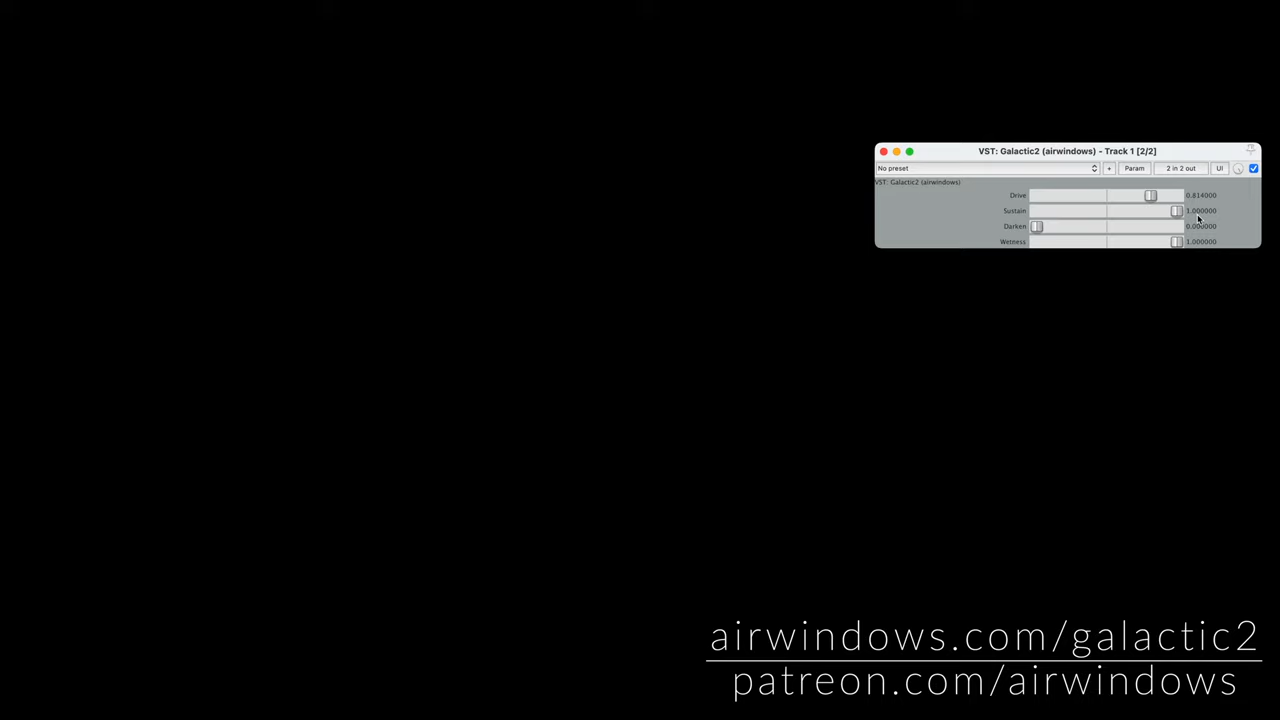 VST: Galactic2 (airwindows) - Track 1 [2/2]
No preset + Param 2 in 2 out UI
VST: Galactic2 (airwindows)
Drive 0.814000
Sustain 1.000000
Darken 0.000000
Wetness 1.000000
airwindows.com/galactic2
patreon.com/airwindows